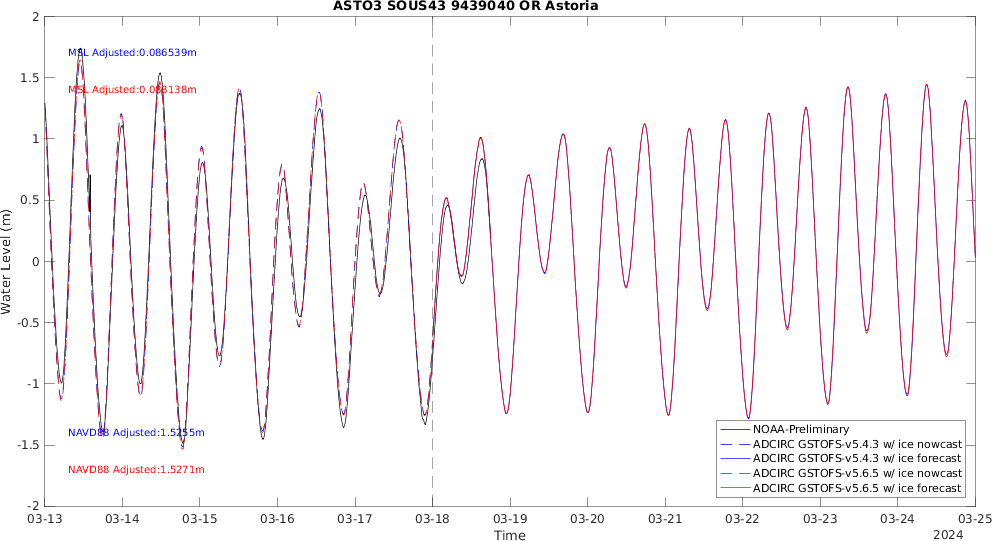 ASTO3 SOUS43 9439040 OR Astoria
2
1.5
1
0.5
0
-0.5
-1
-1.5
-2
Water Level (m)
MSL Adjusted:0.086539m
MSL Adjusted:0.083138m
NAVD88 Adjusted:1.5255m
NAVD88 Adjusted:1.5271m
NOAA-Preliminary
ADCIRC GSTOFS-v5.4.3 w/ ice nowcast
ADCIRC GSTOFS-v5.4.3 w/ ice forecast
ADCIRC GSTOFS-v5.6.5 w/ ice nowcast
ADCIRC GSTOFS-v5.6.5 w/ ice forecast
03-13 03-14 03-15 03-16 03-17 03-18 03-19 03-20 03-21 03-22 03-23 03-24 03-25
Time
2024